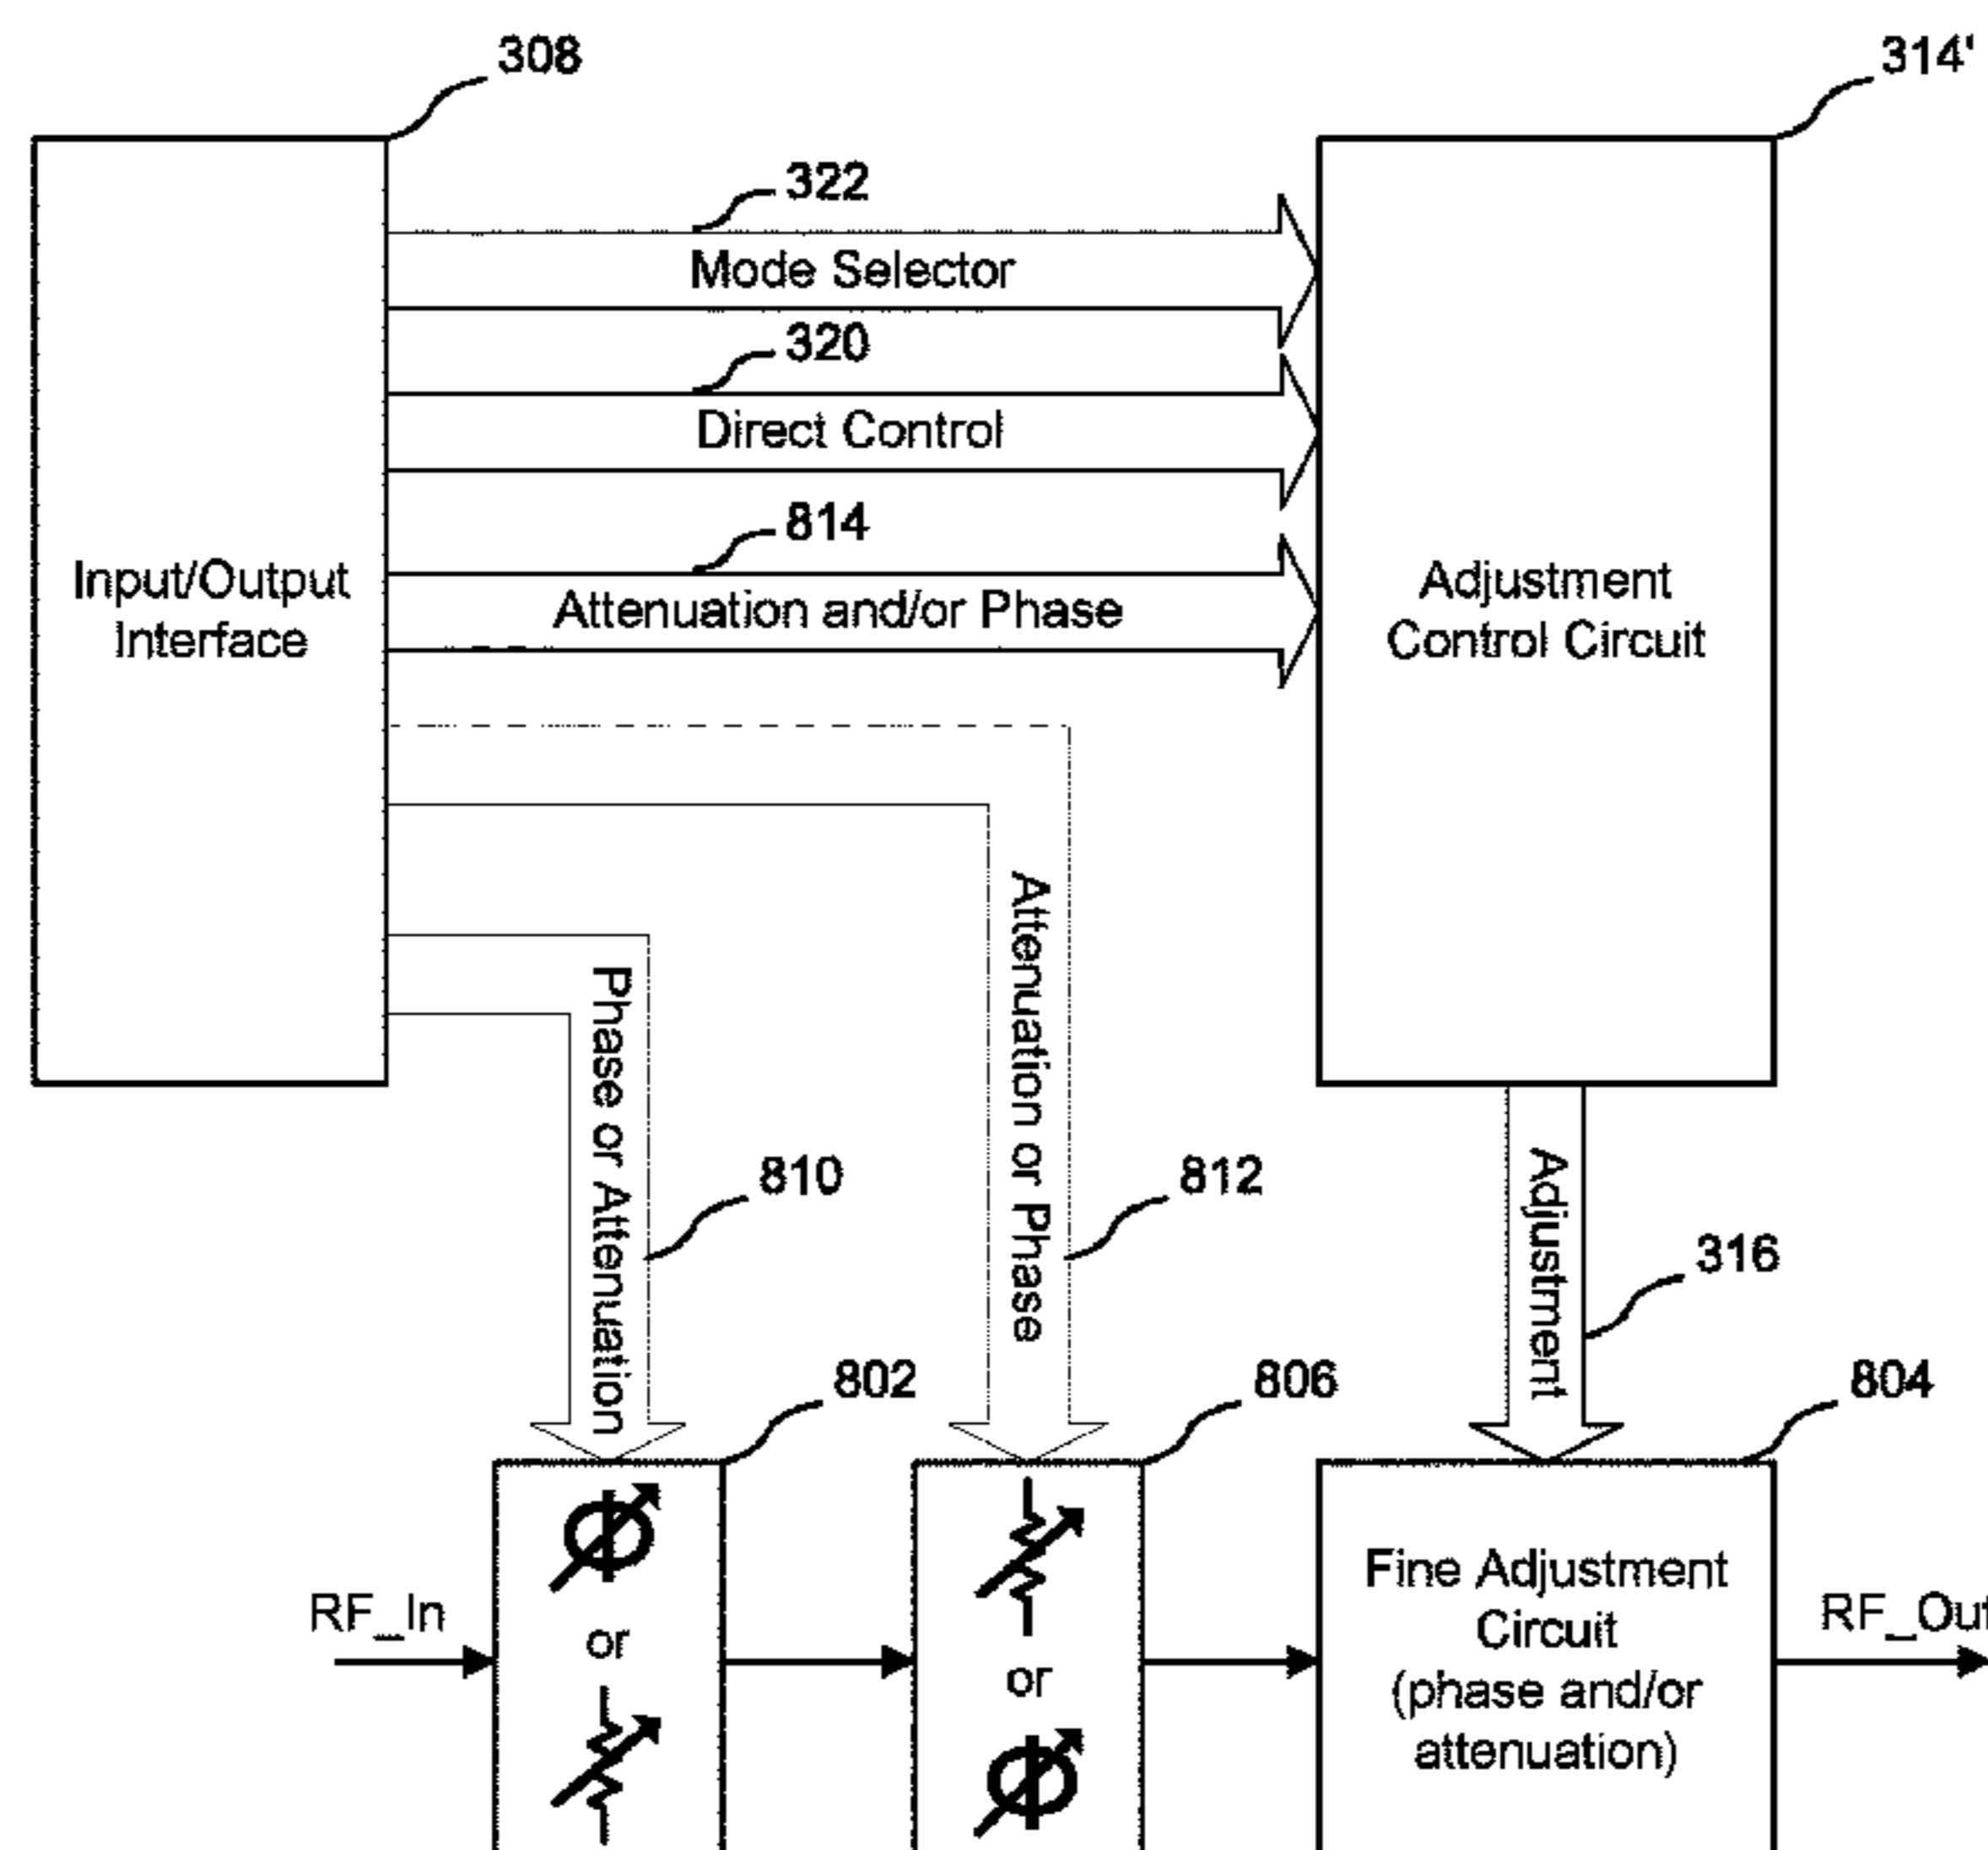 308
314'
322
Mode Selector
320
Direct Control
814
Attenuation and/or Phase
Input/Output
Interface
Adjustment
Control Circuit
Phase or Attenuation
810
Attenuation or Phase
812
Adjustment
316
802
806
804
RF_In
or
or
Fine Adjustment
Circuit
(phase and/or
attenuation)
RF_Out